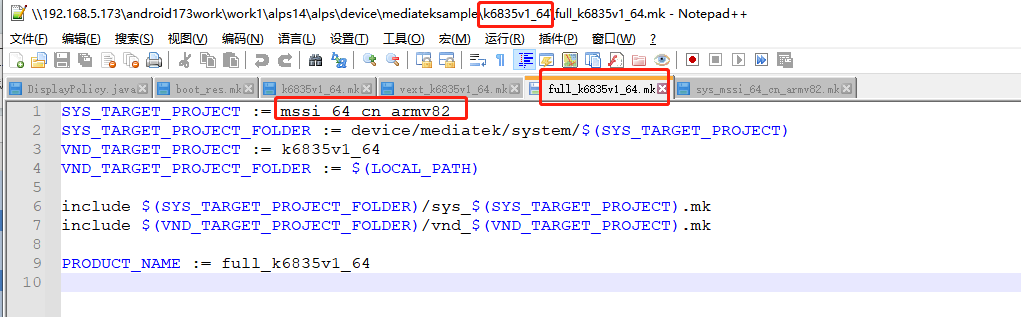 \\192.168.5.173\android173work\work1\alps14\alps\device\mediateksample\k6835v1_64\full_k6835v1_64.mk - Notepad++
文件(F) 编辑(E) 搜索(S) 视图(V) 编码(N) 语言(L) 设置(T) 工具(O) 宏(M) 运行(R) 插件(P) 窗口(W) ?
DisplayPolicy.java boot_res.mk k6835v1_64.mk vext_k6835v1_64.mk full_k6835v1_64.mk sys_mssi_64_cn_armv82.mk
1 SYS_TARGET_PROJECT := mssi_64_cn_armv82
2 SYS_TARGET_PROJECT_FOLDER := device/mediatek/system/$(SYS_TARGET_PROJECT)
3 VND_TARGET_PROJECT := k6835v1_64
4 VND_TARGET_PROJECT_FOLDER := $(LOCAL_PATH)
5
6 include $(SYS_TARGET_PROJECT_FOLDER)/sys_$(SYS_TARGET_PROJECT).mk
7 include $(VND_TARGET_PROJECT_FOLDER)/vnd_$(VND_TARGET_PROJECT).mk
8
9 PRODUCT_NAME := full_k6835v1_64
10